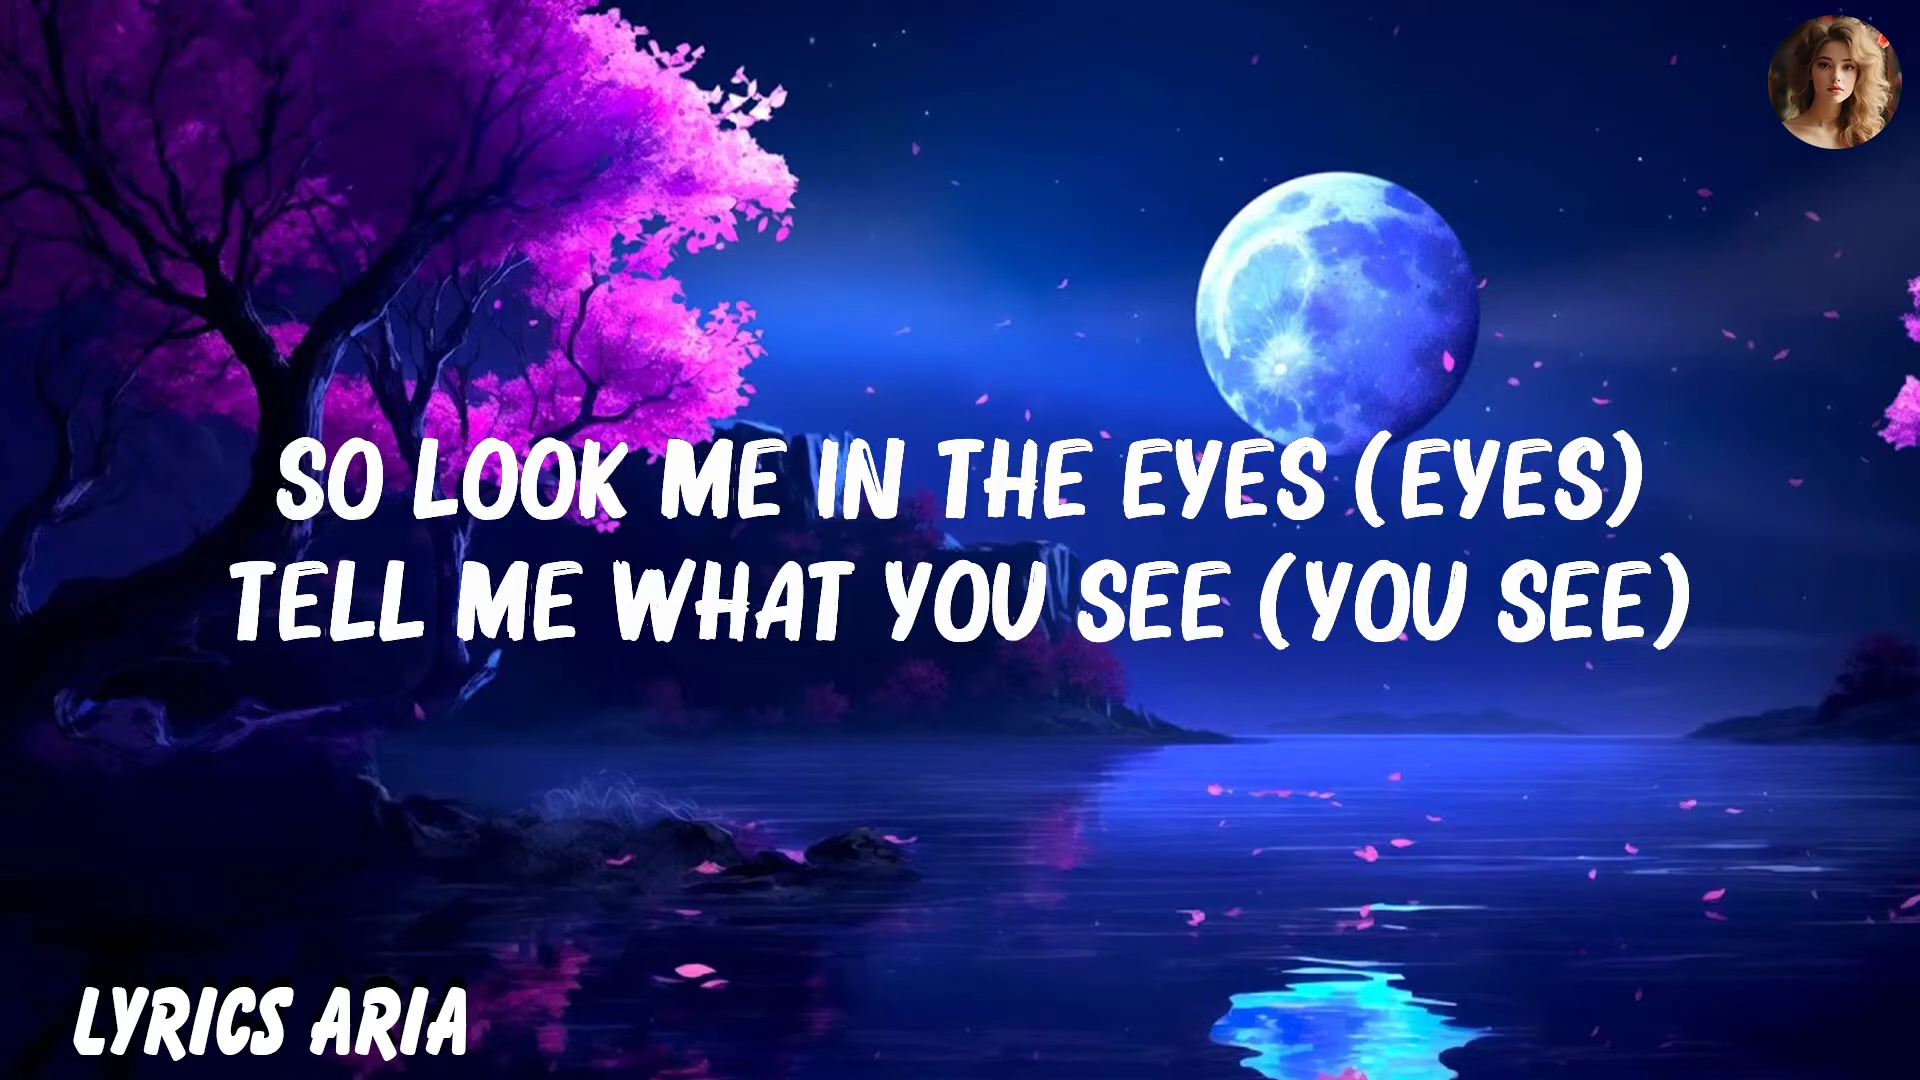 SO LOOK ME IN THE EYES (EYES)
TELL ME WHAT YOU SEE (YOU SEE)
LYRICS ARIA